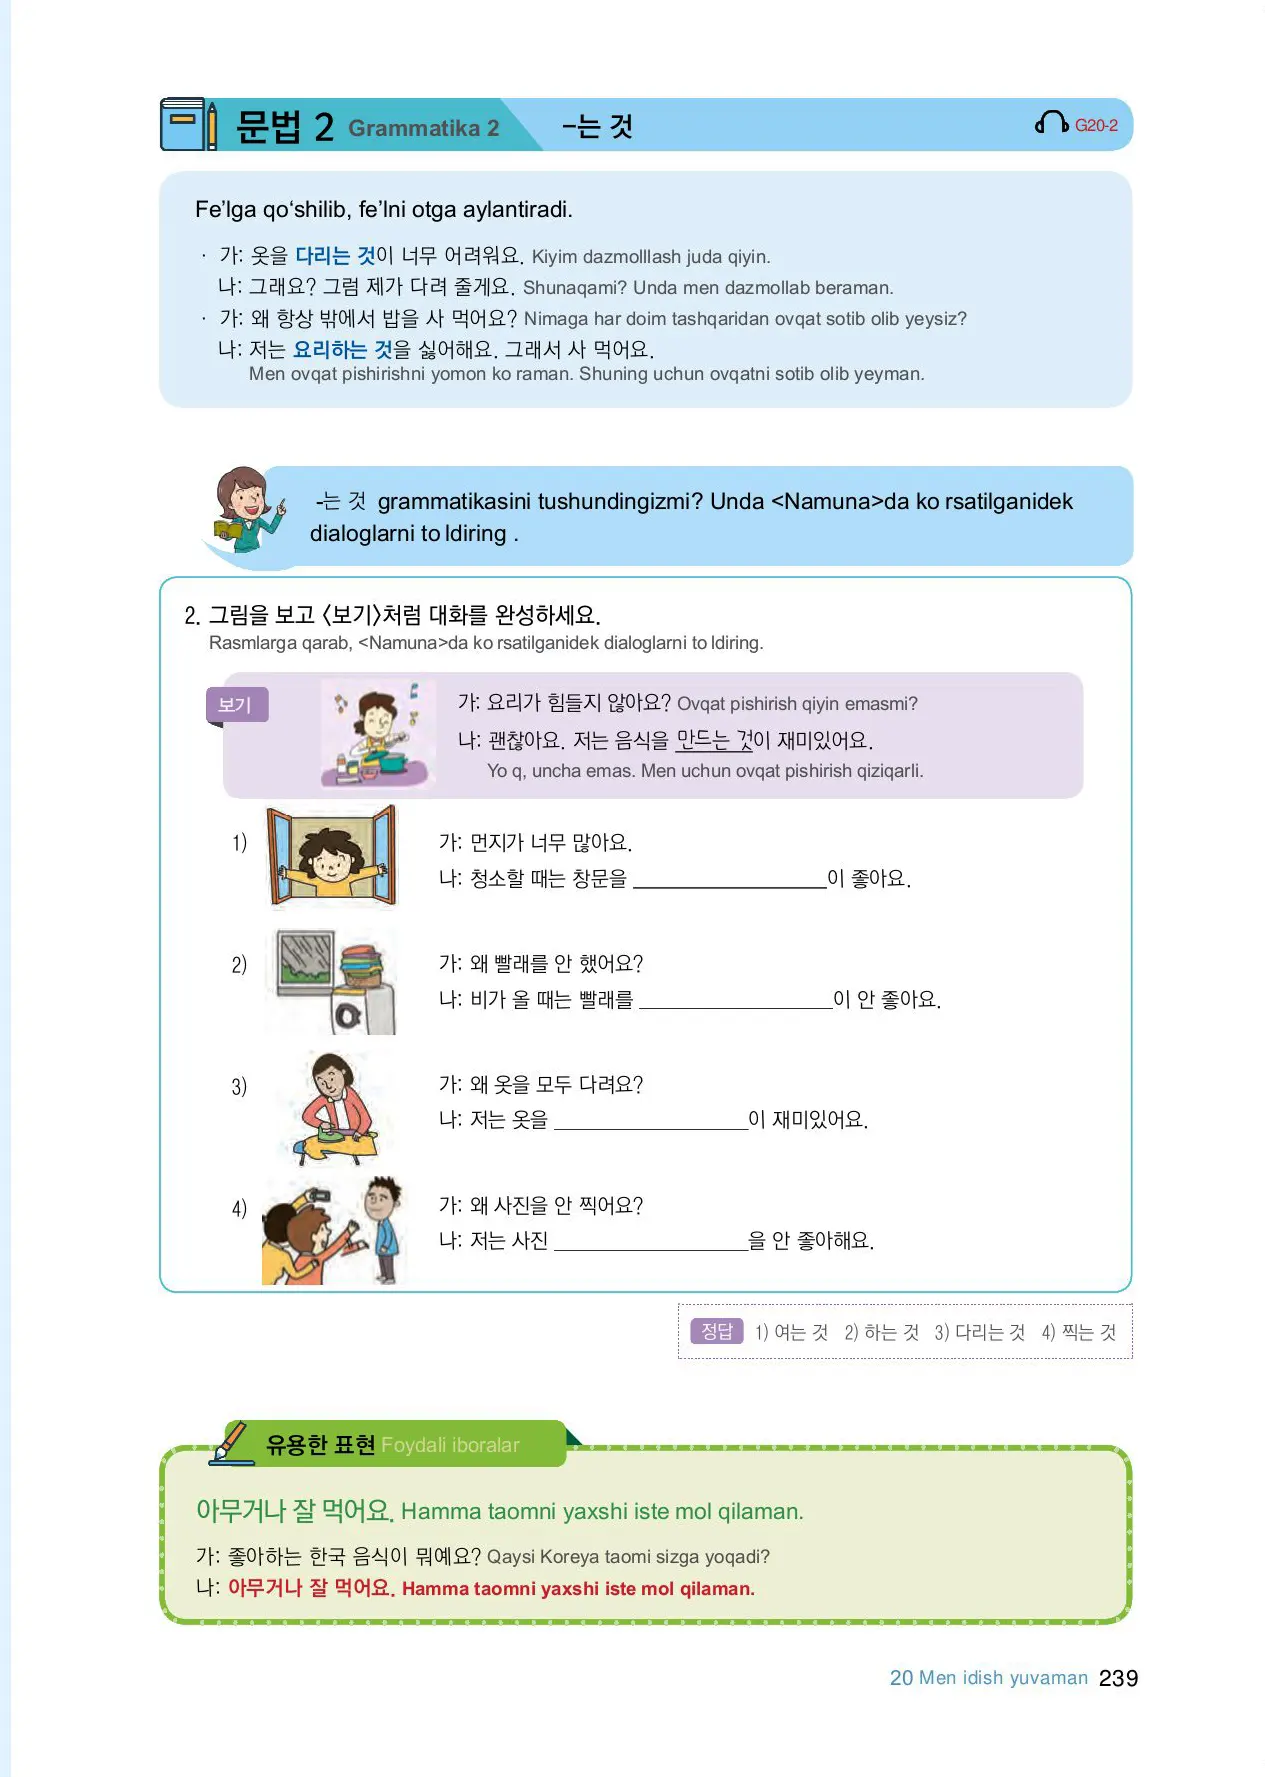 문법 2 Grammatika 2 -는 것 G20-2
Fe’lga qo‘shilib, fe’lni otga aylantiradi.
· 가: 옷을 다리는 것이 너무 어려워요. Kiyim dazmolllash juda qiyin.
나: 그래요? 그럼 제가 다려 줄게요. Shunaqami? Unda men dazmollab beraman.
· 가: 왜 항상 밖에서 밥을 사 먹어요? Nimaga har doim tashqaridan ovqat sotib olib yeysiz?
나: 저는 요리하는 것을 싫어해요. 그래서 사 먹어요.
Men ovqat pishirishni yomon ko raman. Shuning uchun ovqatni sotib olib yeyman.
-는 것 grammatikasini tushundingizmi? Unda <Namuna>da ko rsatilganidek
dialoglarni to ldiring .
2. 그림을 보고 <보기>처럼 대화를 완성하세요.
Rasmlarga qarab, <Namuna>da ko rsatilganidek dialoglarni to ldiring.
보기
가: 요리가 힘들지 않아요? Ovqat pishirish qiyin emasmi?
나: 괜찮아요. 저는 음식을 만드는 것이 재미있어요.
Yo q, uncha emas. Men uchun ovqat pishirish qiziqarli.
1) 가: 먼지가 너무 많아요.
나: 청소할 때는 창문을 ____________이 좋아요.
2) 가: 왜 빨래를 안 했어요?
나: 비가 올 때는 빨래를 ____________이 안 좋아요.
3) 가: 왜 옷을 모두 다려요?
나: 저는 옷을 ____________이 재미있어요.
4) 가: 왜 사진을 안 찍어요?
나: 저는 사진 ____________을 안 좋아해요.
정답 1) 여는 것 2) 하는 것 3) 다리는 것 4) 찍는 것
유용한 표현 Foydali iboralar
아무거나 잘 먹어요. Hamma taomni yaxshi iste mol qilaman.
가: 좋아하는 한국 음식이 뭐예요? Qaysi Koreya taomi sizga yoqadi?
나: 아무거나 잘 먹어요. Hamma taomni yaxshi iste mol qilaman.
20 Men idish yuvaman 239